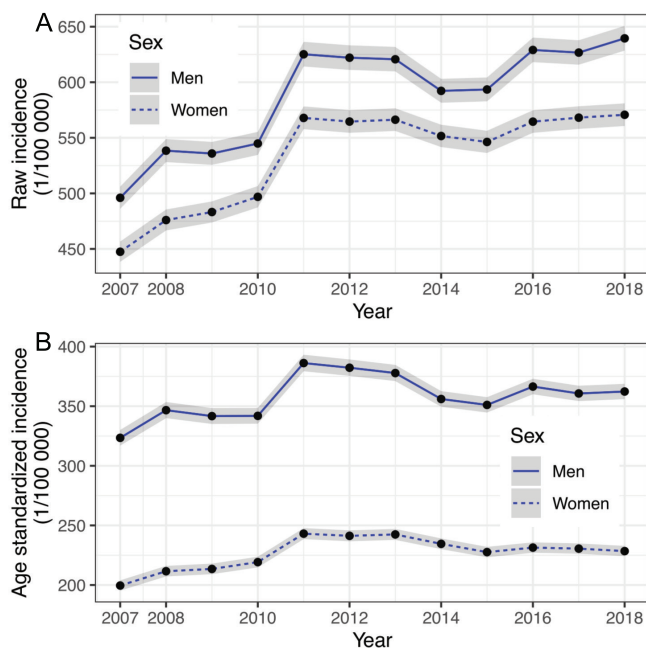 A
Raw incidence
(1/100 000)
650
600
550
500
450
Sex
Men
Women
2007 2008 2010 2012 2014 2016 2018
Year
B
Age standardized incidence
(1/100 000)
400
350
300
250
200
Sex
Men
Women
2007 2008 2010 2012 2014 2016 2018
Year